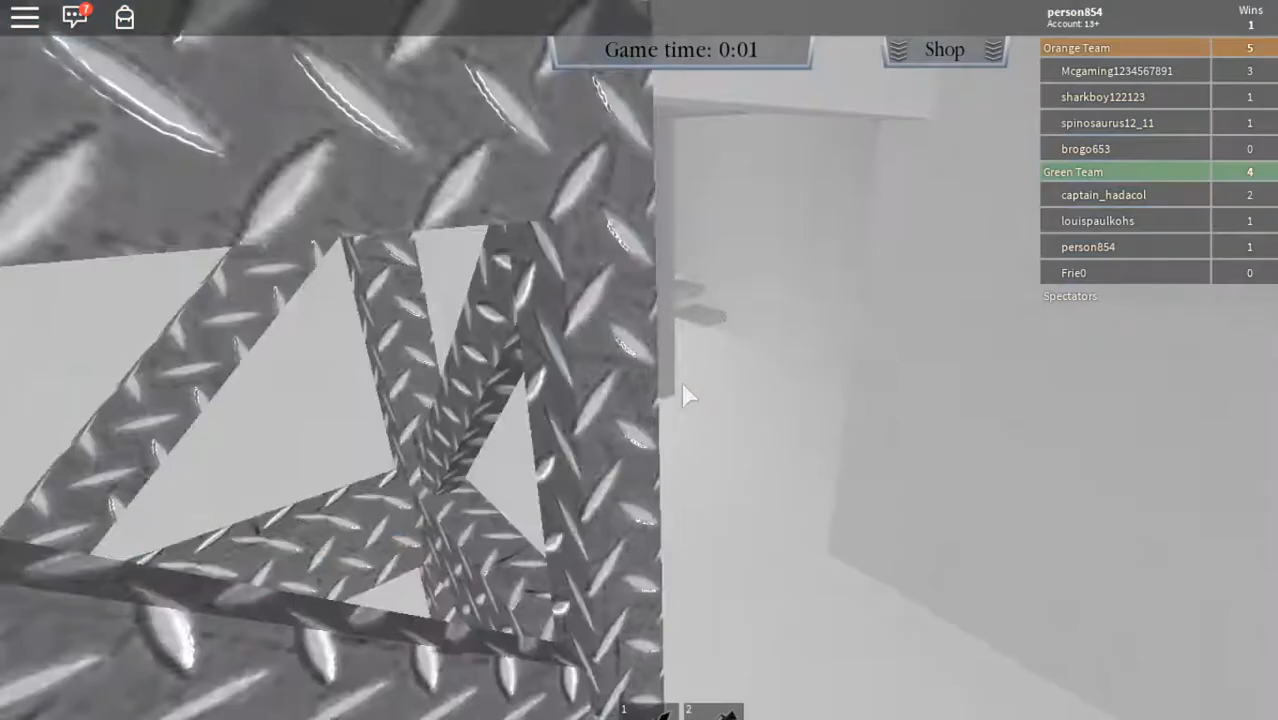 7
person854
Account: 13+
Wins
1
Game time: 0:01
Shop
Orange Team 5
Mcgaming1234567891 3
sharkboy122123 1
spinosaurus12_11 1
brogo653 0
Green Team 4
captain_hadacol 2
louispaulkohs 1
person854 1
Frie0 0
Spectators
1
2